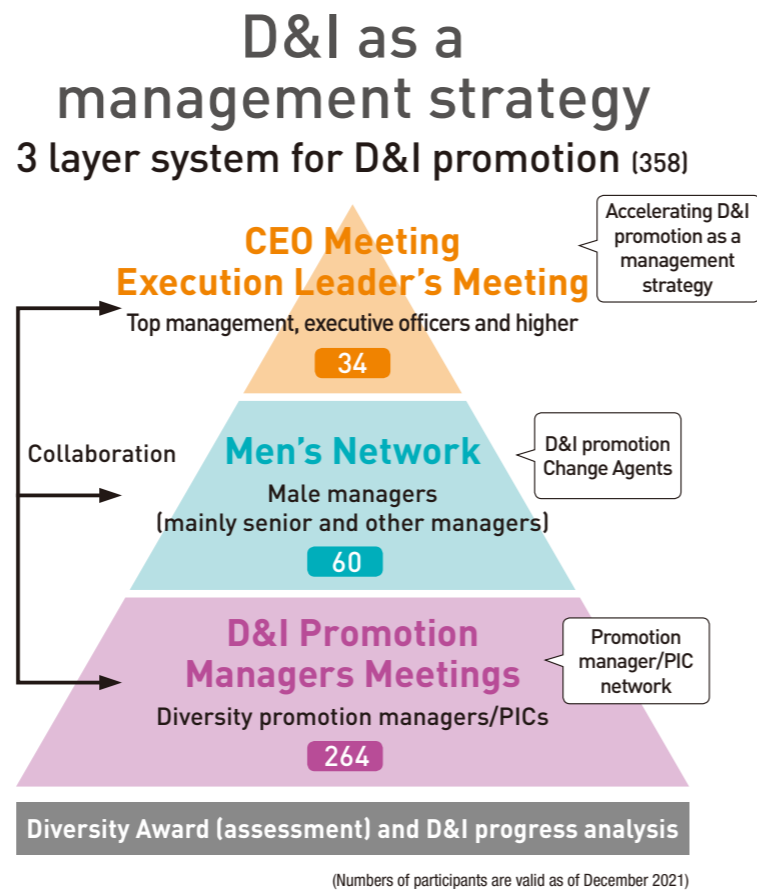 D&I as a
management strategy
3 layer system for D&I promotion (358)
Accelerating D&I
promotion as a
management
strategy
CEO Meeting
Execution Leader's Meeting
Top management, executive officers and higher
34
Collaboration
Men's Network
D&I promotion
Change Agents
Male managers
(mainly senior and other managers)
60
D&I Promotion
Managers Meetings
Promotion
manager/PIC
network
Diversity promotion managers/PICs
264
Diversity Award (assessment) and D&I progress analysis
(Numbers of participants are valid as of December 2021)